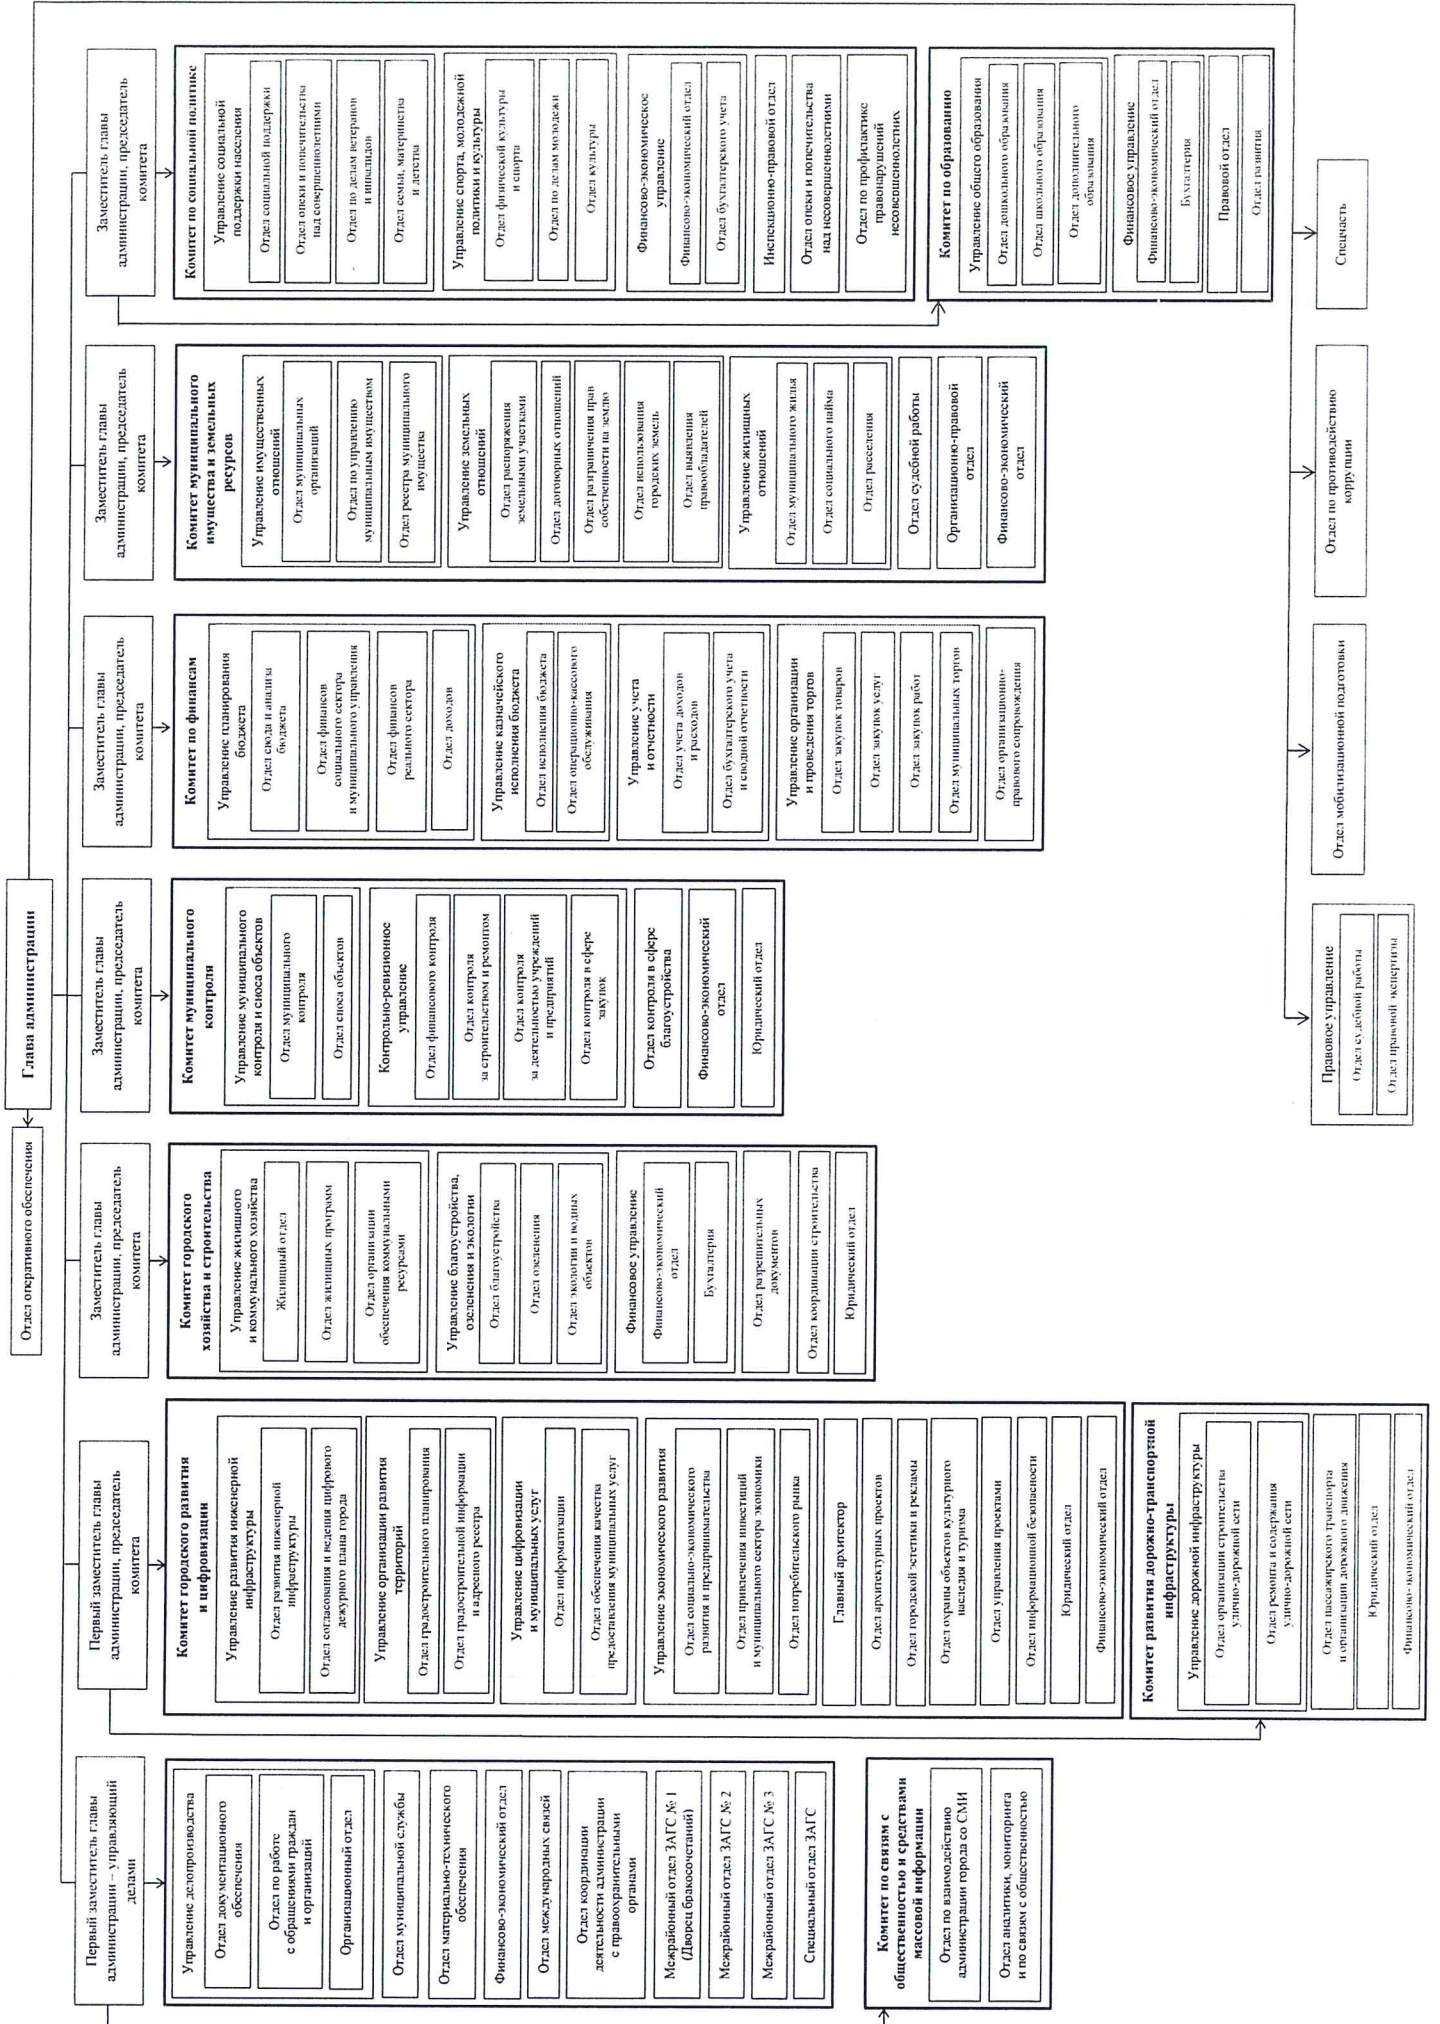 Глава администрации
Отдел оперативного обеспечения
Первый заместитель главы
администрации – управляющий
делами
Управление делопроизводства
Отдел документационного
обеспечения
Отдел по работе
с обращениями граждан
и организаций
Организационный отдел
Отдел муниципальной службы
Отдел материально-технического
обеспечения
Финансово-экономический отдел
Отдел международных связей
Отдел координации
деятельности администрации
с правоохранительными
органами
Межрайонный отдел ЗАГС № 1
(Дворец бракосочетаний)
Межрайонный отдел ЗАГС № 2
Межрайонный отдел ЗАГС № 3
Специальный отдел ЗАГС
Комитет по связям с
общественностью и средствами
массовой информации
Отдел по взаимодействию
администрации города со СМИ
Отдел аналитики, мониторинга
и по связям с общественностью
Первый заместитель главы
администрации, председатель
комитета
Комитет городского развития
и цифровизации
Управление развития инженерной
инфраструктуры
Отдел развития инженерной
инфраструктуры
Отдел согласования и ведения цифрового
дежурного плана города
Управление организации развития
территорий
Отдел градостроительного планирования
Отдел градостроительной информации
и адресного реестра
Управление цифровизации
и муниципальных услуг
Отдел информатизации
Отдел обеспечения качества
предоставления муниципальных услуг
Управление экономического развития
Отдел социально-экономического
развития и предпринимательства
Отдел привлечения инвестиций
и муниципального сектора экономики
Отдел потребительского рынка
Главный архитектор
Отдел архитектурных проектов
Отдел городской эстетики и рекламы
Отдел охраны объектов культурного
наследия и туризма
Отдел управления проектами
Отдел информационной безопасности
Юридический отдел
Финансово-экономический отдел
Комитет развития дорожно-транспортной
инфраструктуры
Управление дорожной инфраструктуры
Отдел организации строительства
улично-дорожной сети
Отдел ремонта и содержания
улично-дорожной сети
Отдел пассажирского транспорта
и организации дорожного движения
Юридический отдел
Финансово-экономический отдел
Заместитель главы
администрации, председатель
комитета
Комитет городского
хозяйства и строительства
Управление жилищного
и коммунального хозяйства
Жилищный отдел
Отдел жилищных программ
Отдел организации
обеспечения коммунальными
ресурсами
Управление благоустройства,
озеленения и экологии
Отдел благоустройства
Отдел озеленения
Отдел экологии и водных
объектов
Финансовое управление
Финансово-экономический
отдел
Бухгалтерия
Отдел разрешительных
документов
Отдел координации строительства
Юридический отдел
Заместитель главы
администрации, председатель
комитета
Комитет муниципального
контроля
Управление муниципального
контроля и сноса объектов
Отдел муниципального
контроля
Отдел сноса объектов
Контрольно-ревизионное
управление
Отдел финансового контроля
Отдел контроля
за строительством и ремонтом
Отдел контроля
за деятельностью учреждений
и предприятий
Отдел контроля в сфере
закупок
Отдел контроля в сфере
благоустройства
Финансово-экономический
отдел
Юридический отдел
Заместитель главы
администрации, председатель
комитета
Комитет по финансам
Управление планирования
бюджета
Отдел свода и анализа
бюджета
Отдел финансов
социального сектора
и муниципального управления
Отдел финансов
реального сектора
Отдел доходов
Управление казначейского
исполнения бюджета
Отдел исполнения бюджета
Отдел операционно-кассового
обслуживания
Управление учета
и отчетности
Отдел учета доходов
и расходов
Отдел бухгалтерского учета
и сводной отчетности
Управление организации
и проведения торгов
Отдел закупок товаров
Отдел закупок услуг
Отдел закупок работ
Отдел муниципальных торгов
Отдел организационно-
правового сопровождения
Заместитель главы
администрации, председатель
комитета
Комитет муниципального
имущества и земельных
ресурсов
Управление имущественных
отношений
Отдел муниципальных
организаций
Отдел по управлению
муниципальным имуществом
Отдел реестра муниципального
имущества
Управление земельных
отношений
Отдел распоряжения
земельными участками
Отдел договорных отношений
Отдел разграничения прав
собственности на землю
Отдел использования
городских земель
Отдел выявления
правообладателей
Управление жилищных
отношений
Отдел муниципального жилья
Отдел социального найма
Отдел расселения
Отдел судебной работы
Организационно-правовой
отдел
Финансово-экономический
отдел
Заместитель главы
администрации, председатель
комитета
Комитет по социальной политике
Управление социальной
поддержки населения
Отдел социальной поддержки
Отдел опеки и попечительства
над совершеннолетними
Отдел по делам ветеранов
и инвалидов
Отдел семьи, материнства
и детства
Управление спорта, молодежной
политики и культуры
Отдел физической культуры
и спорта
Отдел по делам молодежи
Отдел культуры
Финансово-экономическое
управление
Финансово-экономический отдел
Отдел бухгалтерского учета
Инспекционно-правовой отдел
Отдел опеки и попечительства
над несовершеннолетними
Отдел по профилактике
правонарушений
несовершеннолетних
Комитет по образованию
Управление общего образования
Отдел дошкольного образования
Отдел школьного образования
Отдел дополнительного
образования
Финансовое управление
Финансово-экономический отдел
Бухгалтерия
Правовой отдел
Отдел развития
Правовое управление
Отдел судебной работы
Отдел правовой экспертизы
Отдел мобилизационной подготовки
Отдел по противодействию
коррупции
Спецчасть